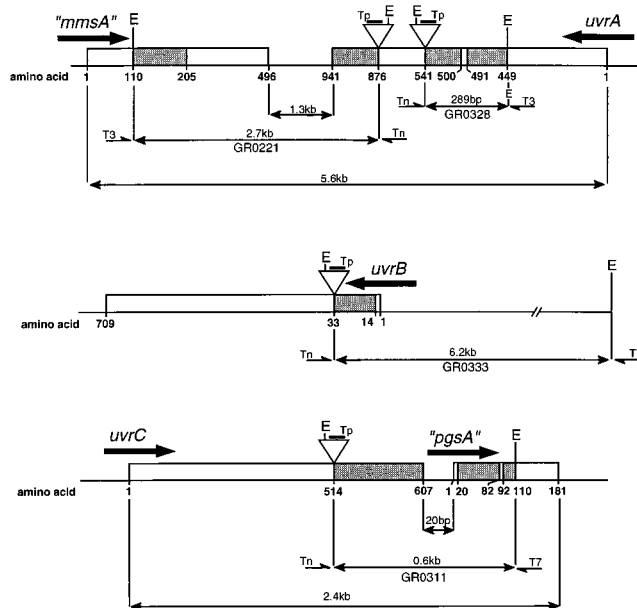 "mmsA" E Tp E Tp E E uvrA
amino acid 1 110 205 496 941 876 541 500 491 449 1
1.3kb Tn 289bp E T3
GR0328
T3 2.7kb Tn
GR0221
5.6kb
E Tp uvrB E
amino acid 709 33 14 1
Tn 6.2kb T
GR0333
uvrC E Tp "pgsA" E
amino acid 1 514 607 1 20 82 92 110 181
20bp
Tn 0.6kb T7
GR0311
2.4kb